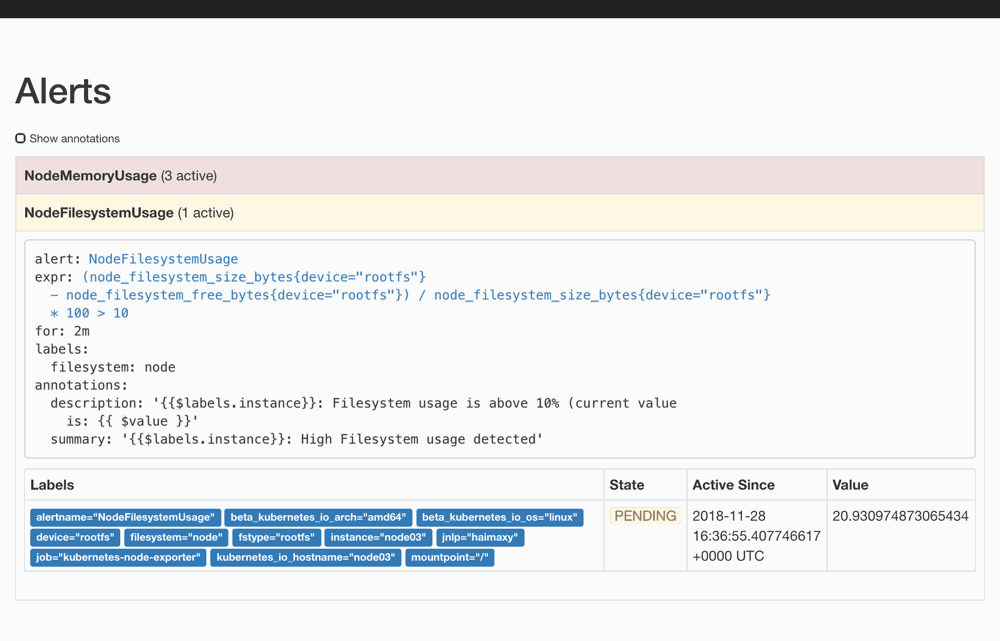 Alerts
Show annotations
NodeMemoryUsage (3 active)
NodeFilesystemUsage (1 active)
alert: NodeFilesystemUsage
expr: (node_filesystem_size_bytes{device="rootfs"}
  - node_filesystem_free_bytes{device="rootfs"}) / node_filesystem_size_bytes{device="rootfs"}
  * 100 > 10
for: 2m
labels:
  filesystem: node
annotations:
  description: '{{$labels.instance}}: Filesystem usage is above 10% (current value
    is: {{ $value }}'
  summary: '{{$labels.instance}}: High Filesystem usage detected'
Labels State Active Since Value
alertname="NodeFilesystemUsage" beta_kubernetes_io_arch="amd64" beta_kubernetes_io_os="linux"
device="rootfs" filesystem="node" fstype="rootfs" instance="node03" jnlp="haimaxy"
job="kubernetes-node-exporter" kubernetes_io_hostname="node03" mountpoint="/"
PENDING
2018-11-28
16:36:55.407746617
+0000 UTC
20.930974873065434